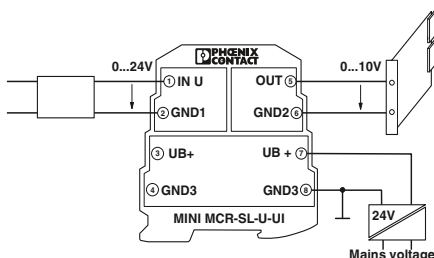 PHŒNIX
CONTACT
0...24V
1 IN U
OUT 5
0...10V
2 GND1
GND2 6
3 UB+
UB + 7
4 GND3
GND3 8
24V
MINI MCR-SL-U-UI
Mains voltage